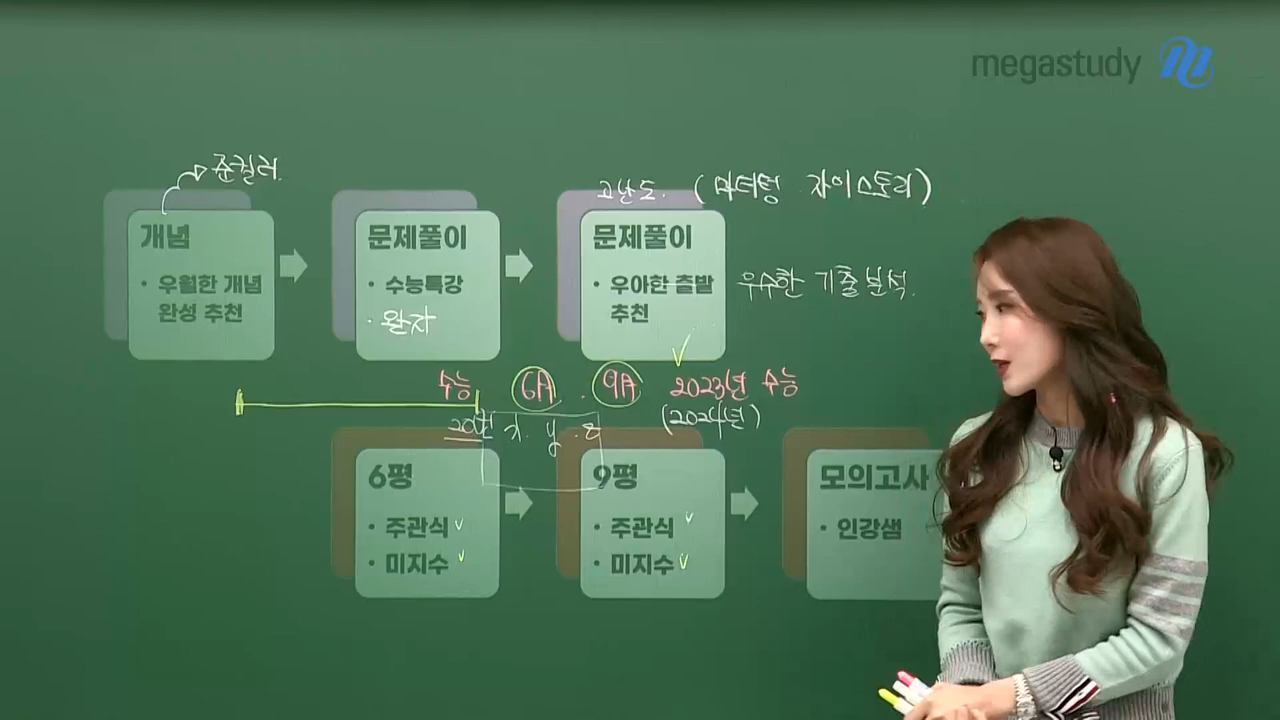 megastudy
준킬러.
고난도. (마더텅 자이스토리)
개념
• 우월한 개념
완성 추천
문제풀이
• 수능특강
· 완자
문제풀이
• 우아한 출발
추천
우수한 기출분석.
수능 6A . 9A 2023년 수능
(2024년)
6평
• 주관식
• 미지수
9평
• 주관식
• 미지수
모의고사
• 인강샘